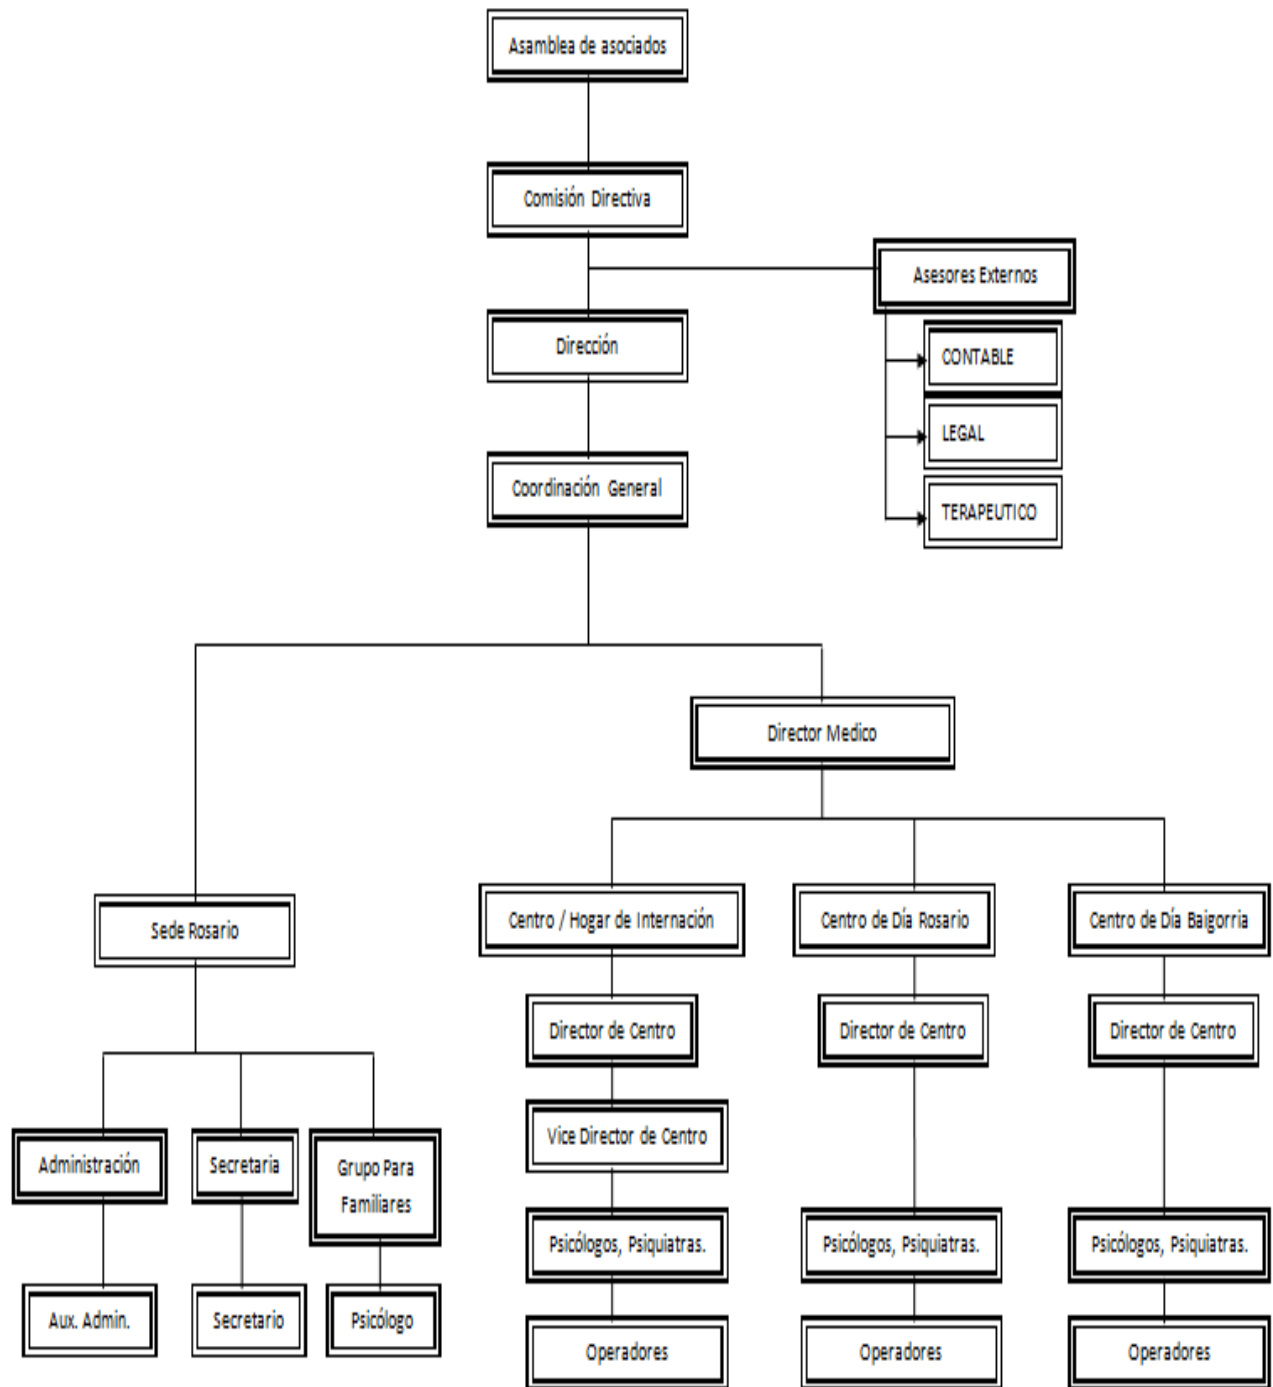 Asamblea de asociados
Comisión Directiva
Asesores Externos
Dirección
CONTABLE
LEGAL
Coordinación General
TERAPEUTICO
Director Medico
Sede Rosario
Centro / Hogar de Internación
Centro de Día Rosario
Centro de Día Baigorria
Director de Centro
Director de Centro
Director de Centro
Vice Director de Centro
Administración
Secretaria
Grupo Para
Familiares
Psicólogos, Psiquiatras.
Psicólogos, Psiquiatras.
Psicólogos, Psiquiatras.
Aux. Admin.
Secretario
Psicólogo
Operadores
Operadores
Operadores